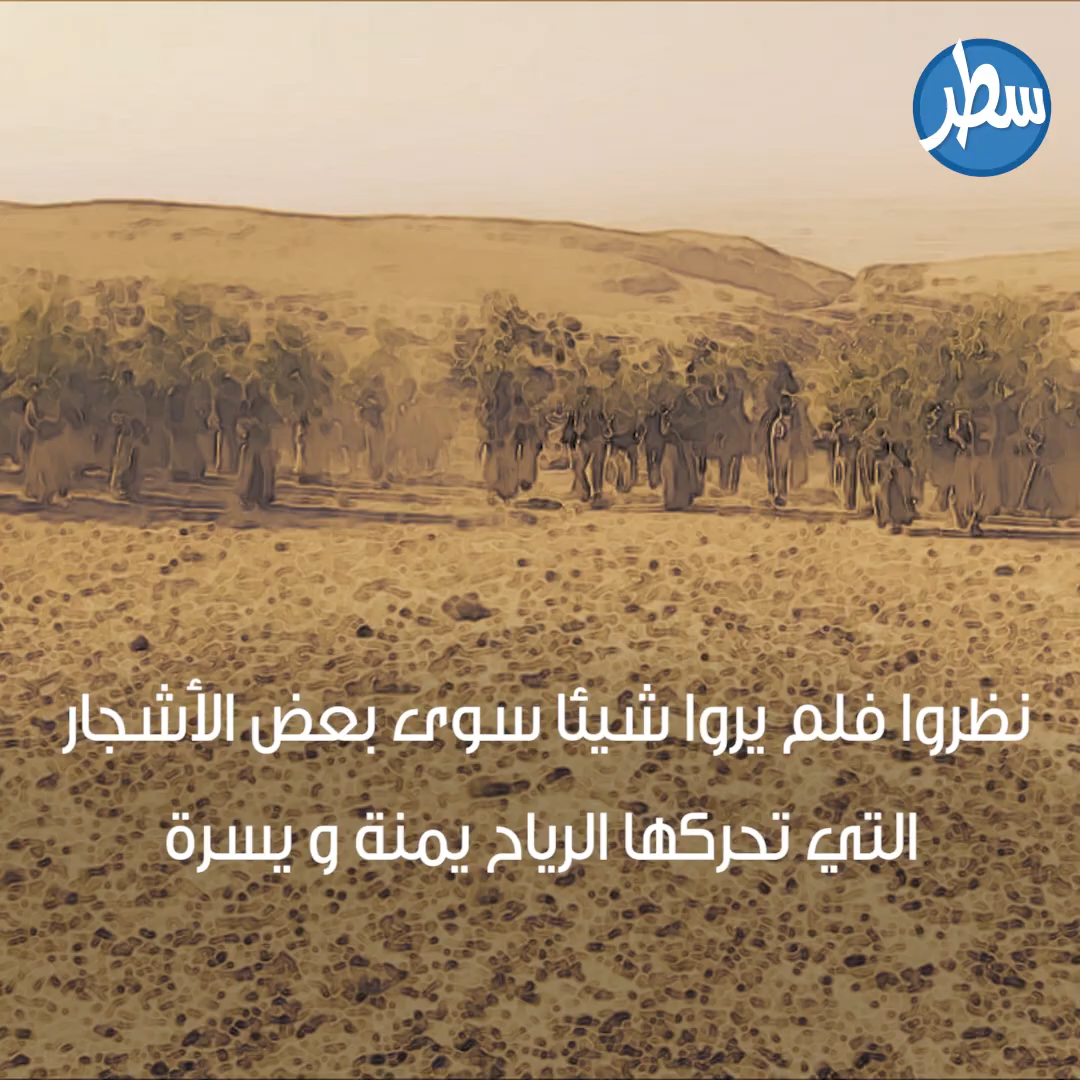 سطر
نظروا فلم يروا شيئا سوى بعض الأشجار
التي تحركها الرياح يمنة و يسرة